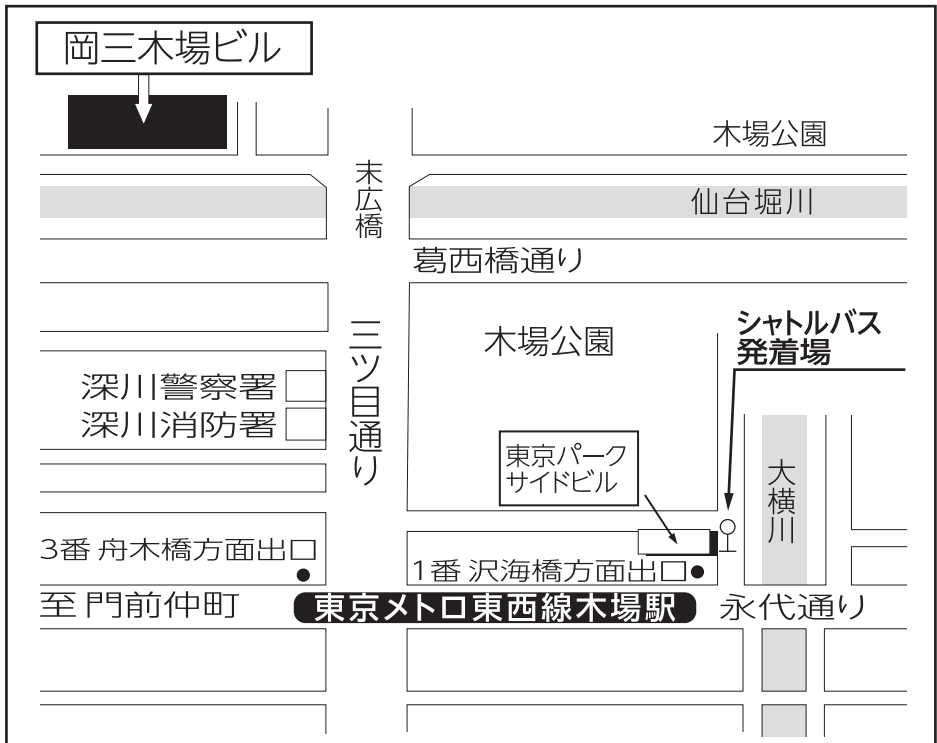 岡三木場ビル
木場公園
末広橋
仙台堀川
葛西橋通り
三ツ目通り
木場公園
シャトルバス
発着場
深川警察署
深川消防署
東京パーク
サイドビル
大横川
3番 舟木橋方面出口
1番 沢海橋方面出口
至 門前仲町
東京メトロ東西線木場駅
永代通り